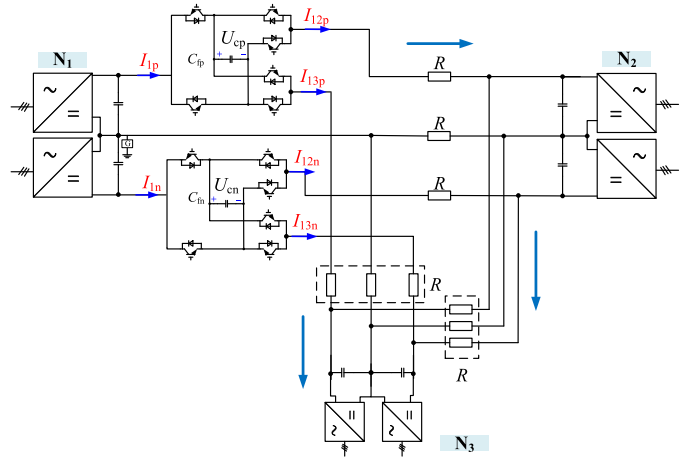 N1
I1p
Cfp
Ucp
+ −
I12p
I13p
R
N2
∼
=
∼
=
G
R
∼
=
∼
=
I1n
Cfn
Ucn
+ −
I12n
I13n
R
R
R
=
∼
=
∼
N3